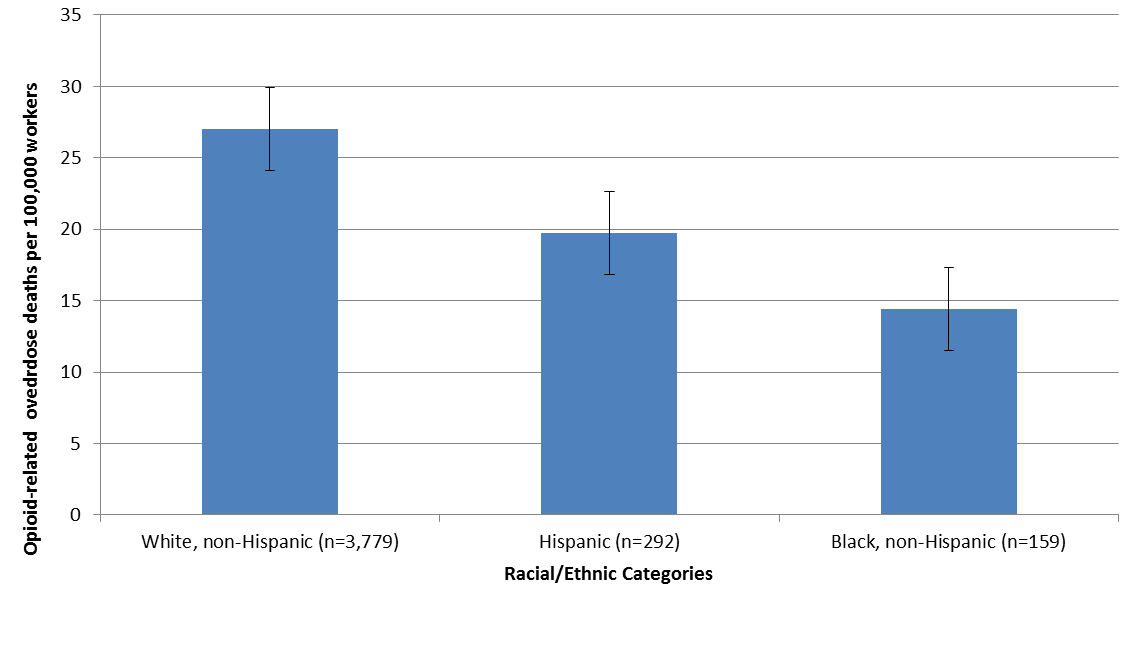 Opioid-related ovedrdose deaths per 100,000 workers
35
30
25
20
15
10
5
0
White, non-Hispanic (n=3,779)
Hispanic (n=292)
Black, non-Hispanic (n=159)
Racial/Ethnic Categories